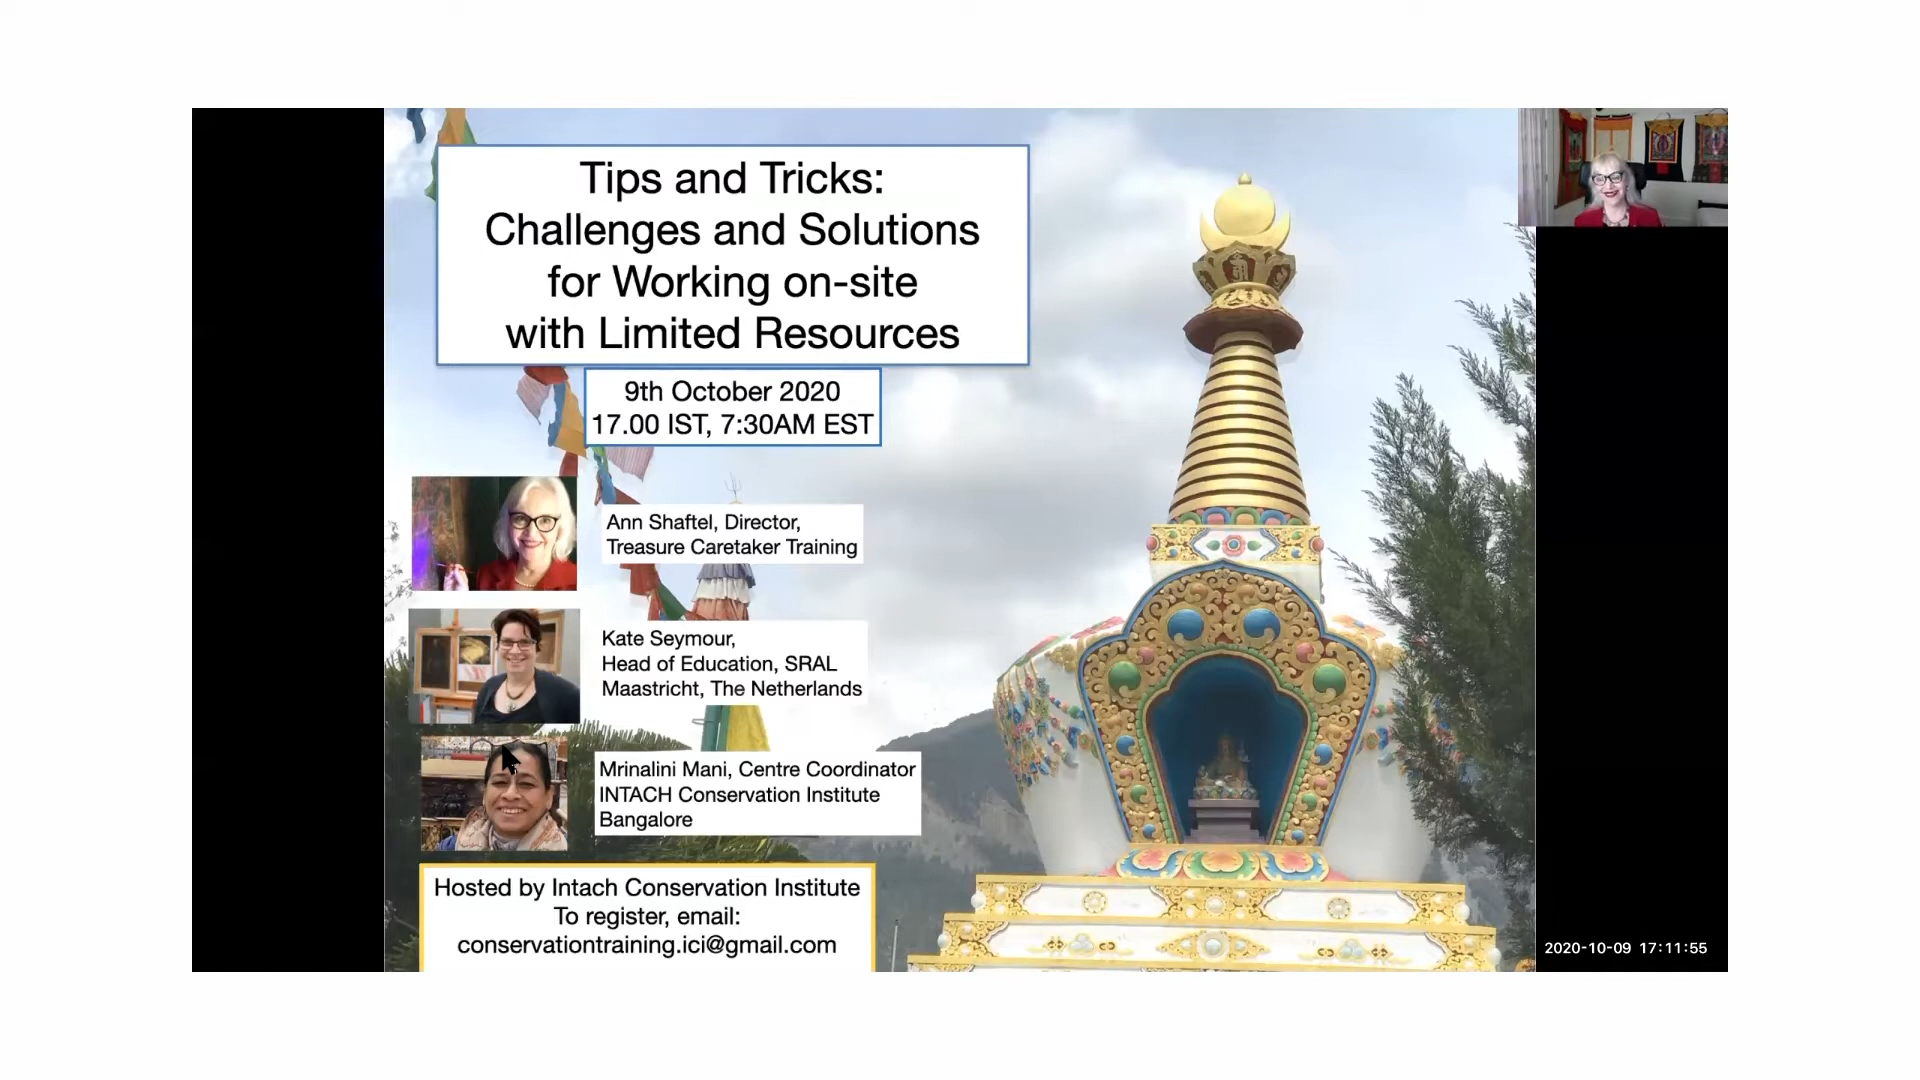 Tips and Tricks:
Challenges and Solutions
for Working on-site
with Limited Resources
9th October 2020
17.00 IST, 7:30AM EST
Ann Shaftel, Director,
Treasure Caretaker Training
Kate Seymour,
Head of Education, SRAL
Maastricht, The Netherlands
Mrinalini Mani, Centre Coordinator
INTACH Conservation Institute
Bangalore
Hosted by Intach Conservation Institute
To register, email:
conservationtraining.ici@gmail.com
2020-10-09 17:11:55